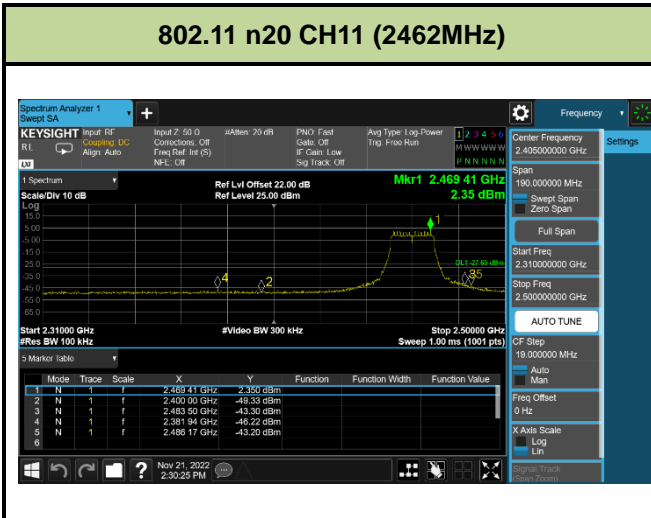 802.11 n20 CH11 (2462MHz)
Spectrum Analyzer 1
Swept SA
Frequency
KEYSIGHT
RL
Input: RF
Coupling: DC
Align: Auto
Input Z: 50 Ω
Corrections: Off
Freq Ref: Int (S)
NFE: Off
#Atten: 20 dB
PNO: Fast
Gate: Off
IF Gain: Low
Sig Track: Off
Avg Type: Log-Power
Trig: Free Run
1 2 3 4 5 6
M W W W W W
P N N N N N
Center Frequency
2.405000000 GHz
Settings
1 Spectrum
Scale/Div 10 dB
Log
Ref Lvl Offset 22.00 dB
Ref Level 25.00 dBm
Mkr1 2.469 41 GHz
2.35 dBm
Span
190.000000 MHz
Swept Span
Zero Span
Full Span
15.0
5.00
-5.00
-15.0
-25.0
-35.0
-45.0
-55.0
-65.0
1
DL1 -27.65 dBm
4
2
35
Start Freq
2.310000000 GHz
Stop Freq
2.500000000 GHz
AUTO TUNE
Start 2.31000 GHz
#Res BW 100 kHz
#Video BW 300 kHz
Stop 2.50000 GHz
Sweep 1.00 ms (1001 pts)
CF Step
19.000000 MHz
Auto
Man
5 Marker Table
Mode Trace Scale X Y Function Function Width Function Value
1 N 1 f 2.469 41 GHz 2.350 dBm
2 N 1 f 2.400 00 GHz -49.33 dBm
3 N 1 f 2.483 50 GHz -43.30 dBm
4 N 1 f 2.381 94 GHz -46.22 dBm
5 N 1 f 2.486 17 GHz -43.20 dBm
6
Freq Offset
0 Hz
X Axis Scale
Log
Lin
Signal Track
(Span Zoom)
?
Nov 21, 2022
2:30:25 PM